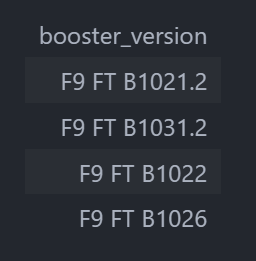 booster_version
F9 FT B1021.2
F9 FT B1031.2
F9 FT B1022
F9 FT B1026